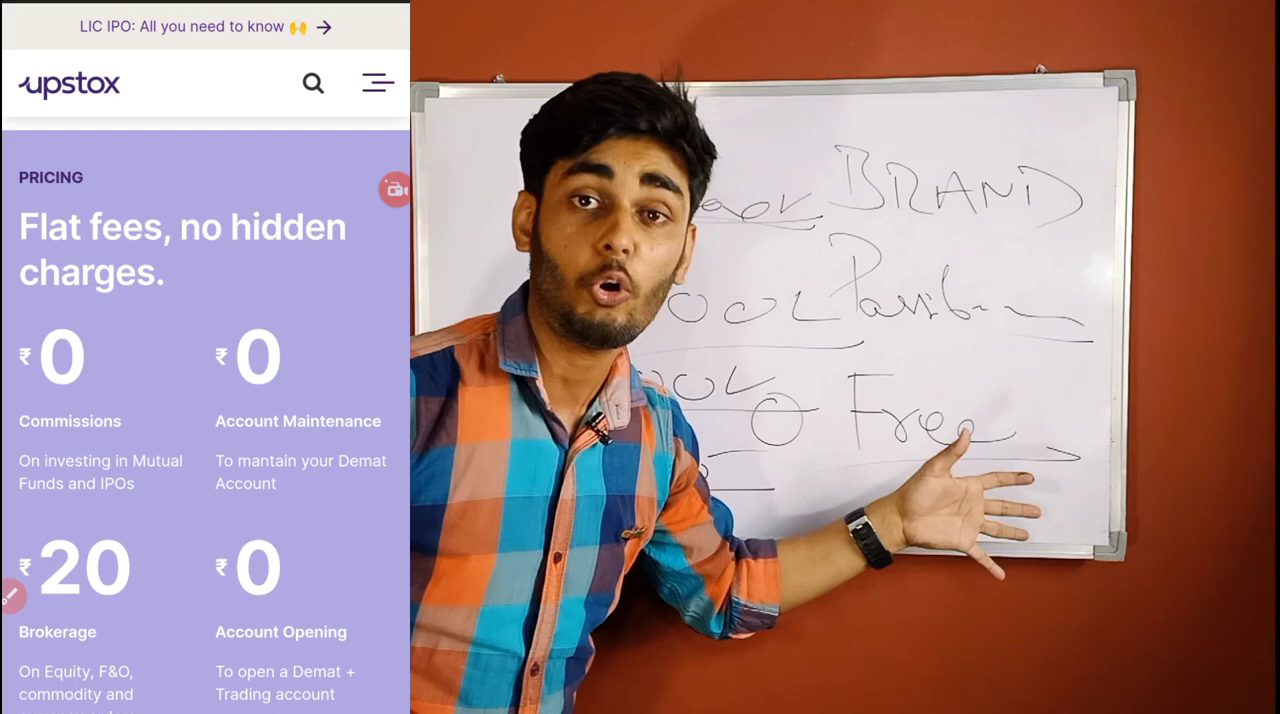 LIC IPO: All you need to know 🙌 →
upstox
PRICING
Flat fees, no hidden
charges.
₹0 ₹0
Commissions Account Maintenance
On investing in Mutual To mantain your Demat
Funds and IPOs Account
₹20 ₹0
Brokerage Account Opening
On Equity, F&O, To open a Demat +
commodity and Trading account
BRAND
Free